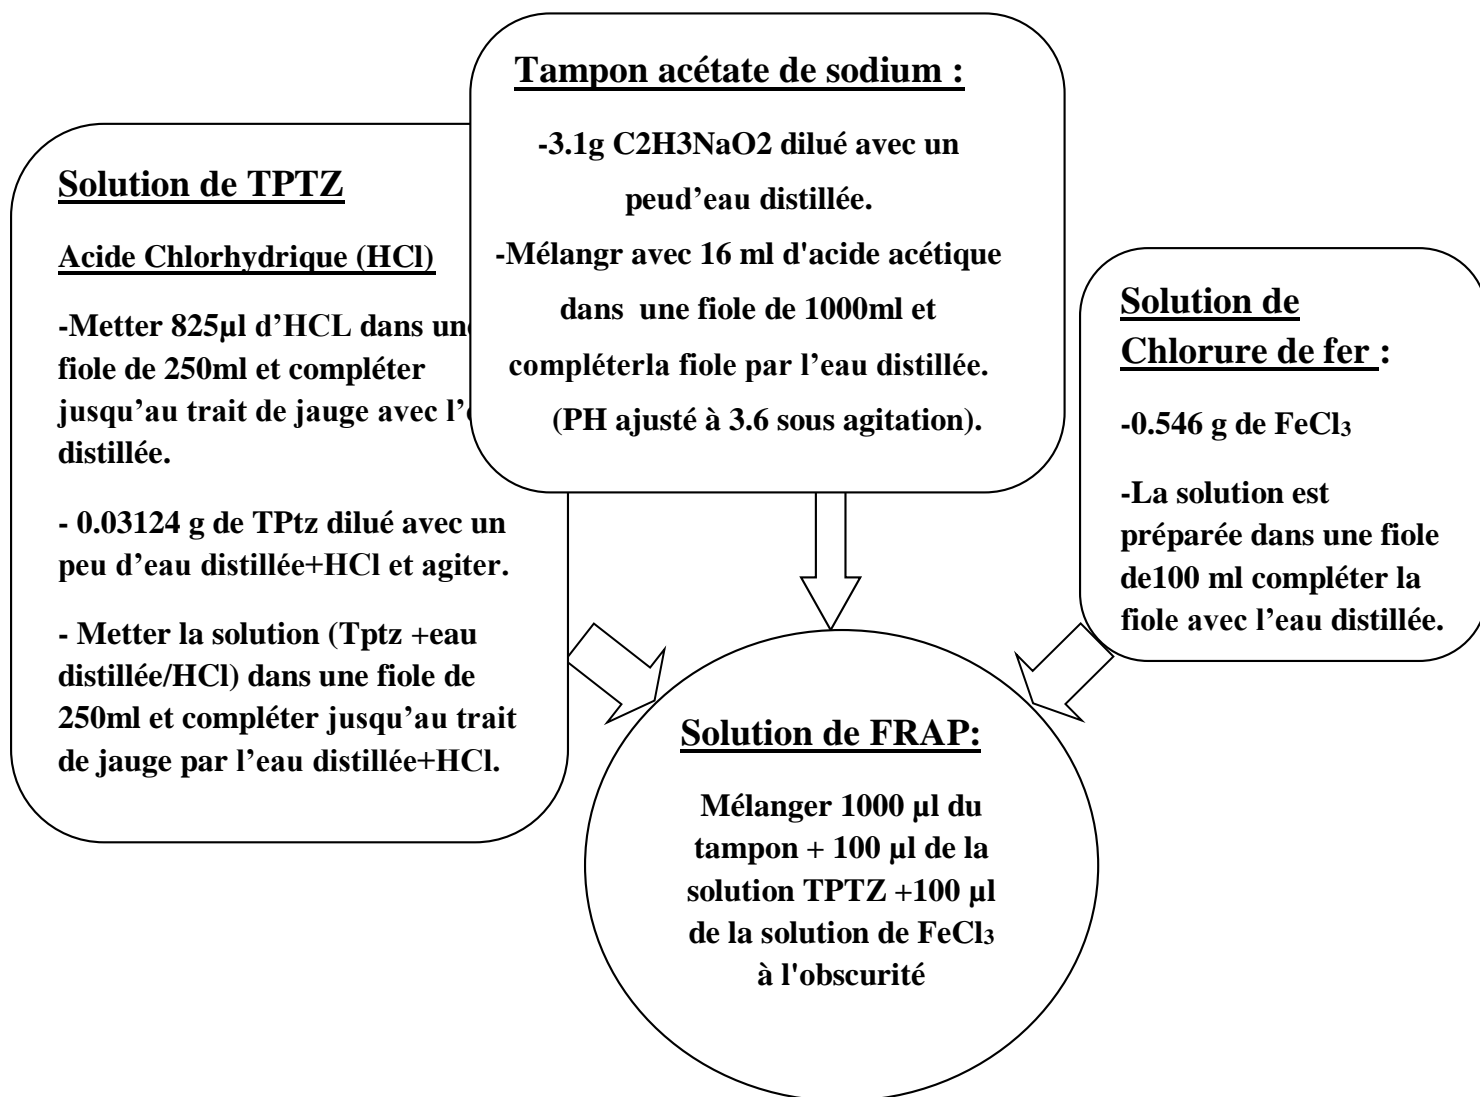 Tampon acétate de sodium :
-3.1g C2H3NaO2 dilué avec un
peud’eau distillée.
-Mélangr avec 16 ml d'acide acétique
dans une fiole de 1000ml et
compléterla fiole par l’eau distillée.
(PH ajusté à 3.6 sous agitation).
Solution de TPTZ
Acide Chlorhydrique (HCl)
-Metter 825µl d’HCL dans une
fiole de 250ml et compléter
jusqu’au trait de jauge avec
distillée.
- 0.03124 g de TPtz dilué avec un
peu d’eau distillée+HCl et agiter.
- Metter la solution (Tptz +eau
distillée/HCl) dans une fiole de
250ml et compléter jusqu’au trait
de jauge par l’eau distillée+HCl.
Solution de
Chlorure de fer :
-0.546 g de FeCl₃
-La solution est
préparée dans une fiole
de100 ml compléter la
fiole avec l’eau distillée.
Solution de FRAP:
Mélanger 1000 µl du
tampon + 100 µl de la
solution TPTZ +100 µl
de la solution de FeCl₃
à l'obscurité